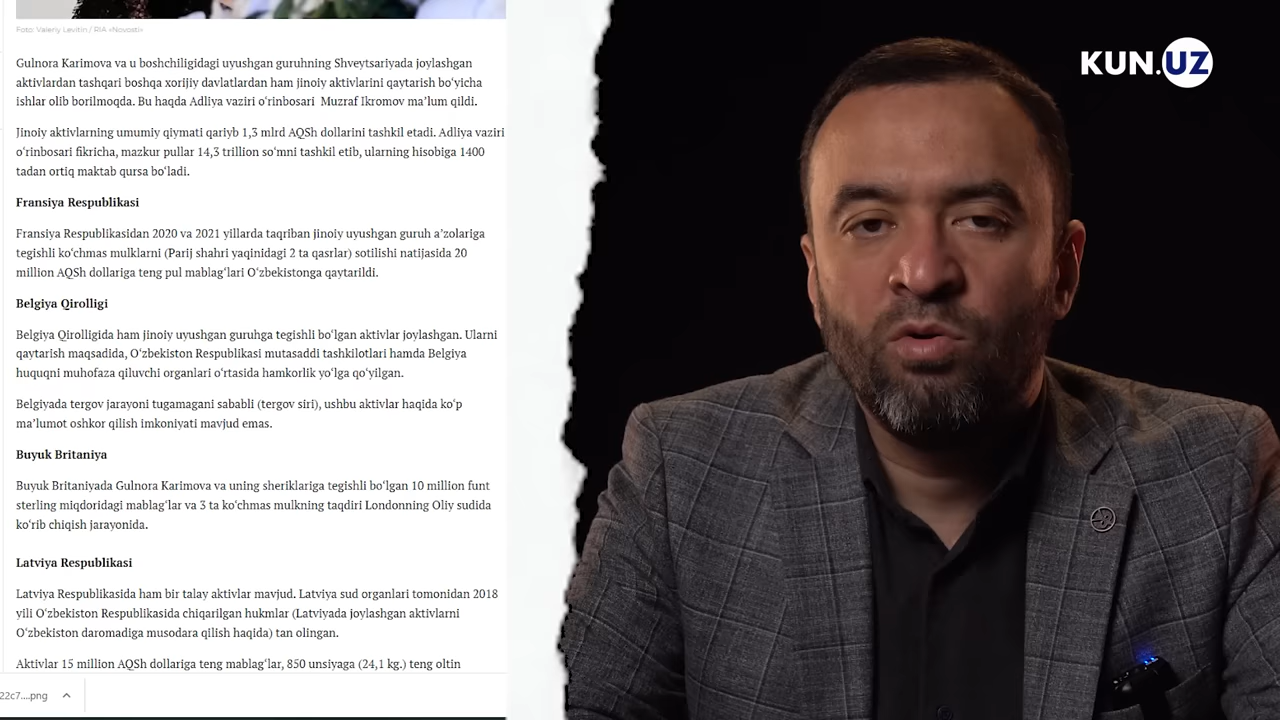 Foto: Valeriy Levitin / RIA «Novosti»
Gulnora Karimova va u boshchiligidagi uyushgan guruhning Shveytsariyada joylashgan
aktivlardan tashqari boshqa xorijiy davlatlardan ham jinoiy aktivlarini qaytarish bo‘yicha
ishlar olib borilmoqda. Bu haqda Adliya vaziri o‘rinbosari Muzraf Ikromov ma’lum qildi.
Jinoiy aktivlarning umumiy qiymati qariyb 1,3 mlrd AQSh dollarini tashkil etadi. Adliya vaziri
o‘rinbosari fikricha, mazkur pullar 14,3 trillion so‘mni tashkil etib, ularning hisobiga 1400
tadan ortiq maktab qursa bo‘ladi.
Fransiya Respublikasi
Fransiya Respublikasidan 2020 va 2021 yillarda taqriban jinoiy uyushgan guruh a’zolariga
tegishli ko‘chmas mulklarni (Parij shahri yaqinidagi 2 ta qasrlar) sotilishi natijasida 20
million AQSh dollariga teng pul mablag‘lari O‘zbekistonga qaytarildi.
Belgiya Qirolligi
Belgiya Qirolligida ham jinoiy uyushgan guruhga tegishli bo‘lgan aktivlar joylashgan. Ularni
qaytarish maqsadida, O‘zbekiston Respublikasi mutasaddi tashkilotlari hamda Belgiya
huquqni muhofaza qiluvchi organlari o‘rtasida hamkorlik yo‘lga qo‘yilgan.
Belgiyada tergov jarayoni tugamagani sababli (tergov siri), ushbu aktivlar haqida ko‘p
ma’lumot oshkor qilish imkoniyati mavjud emas.
Buyuk Britaniya
Buyuk Britaniyada Gulnora Karimova va uning sheriklariga tegishli bo‘lgan 10 million funt
sterling miqdoridagi mablag‘lar va 3 ta ko‘chmas mulkning taqdiri Londonning Oliy sudida
ko‘rib chiqish jarayonida.
Latviya Respublikasi
Latviya Respublikasida ham bir talay aktivlar mavjud. Latviya sud organlari tomonidan 2018
yili O‘zbekiston Respublikasida chiqarilgan hukmlar (Latviyada joylashgan aktivlarni
O‘zbekiston daromadiga musodara qilish haqida) tan olingan.
Aktivlar 15 million AQSh dollariga teng mablag‘lar, 850 unsiyaga (24,1 kg.) teng oltin
22c7....png
KUN.UZ